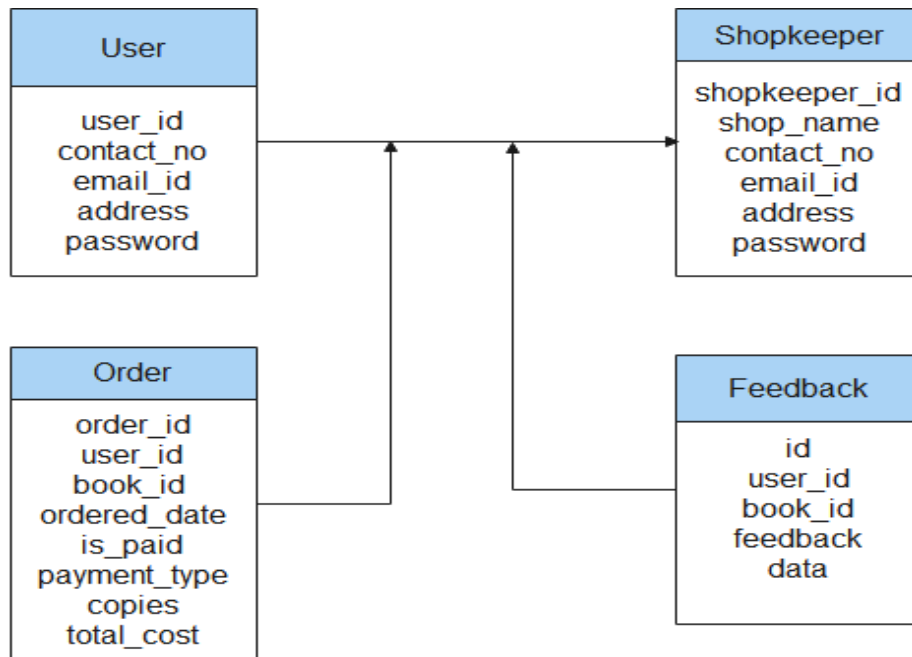 User
user_id
contact_no
email_id
address
password
Shopkeeper
shopkeeper_id
shop_name
contact_no
email_id
address
password
Order
order_id
user_id
book_id
ordered_date
is_paid
payment_type
copies
total_cost
Feedback
id
user_id
book_id
feedback
data